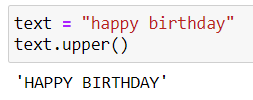 text = "happy birthday"
text.upper()
'HAPPY BIRTHDAY'